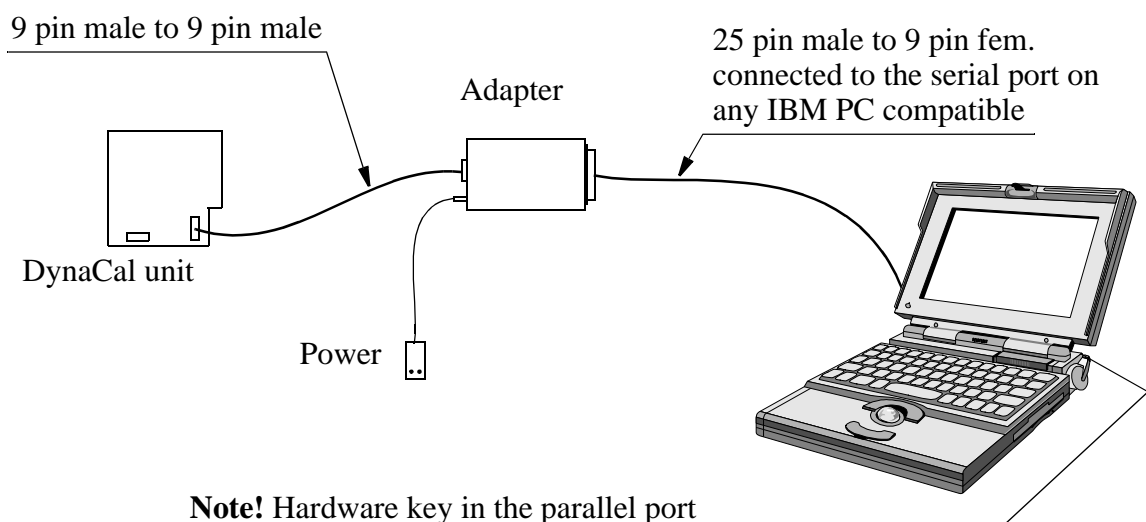 9 pin male to 9 pin male
25 pin male to 9 pin fem.
connected to the serial port on
any IBM PC compatible
Adapter
DynaCal unit
Power
Note! Hardware key in the parallel port